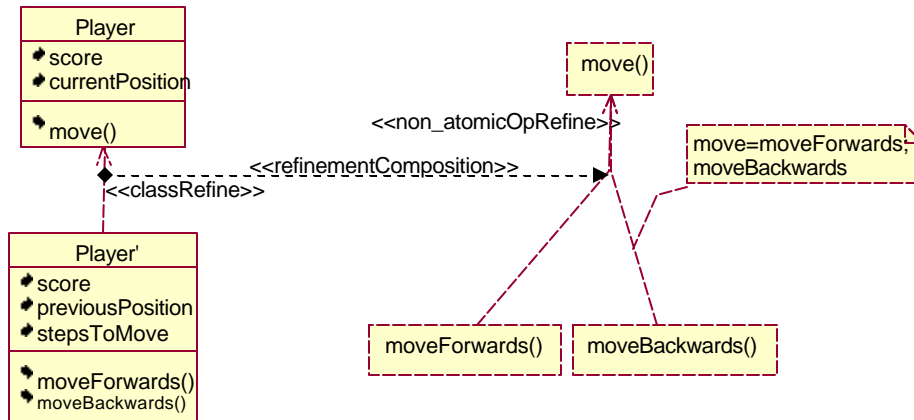 Player
score
currentPosition
move()
move()
<<non_atomicOpRefine>>
move=moveForwards;
moveBackwards
<<refinementComposition>>
<<classRefine>>
Player'
score
previousPosition
stepsToMove
moveForwards()
moveBackwards()
moveForwards()
moveBackwards()